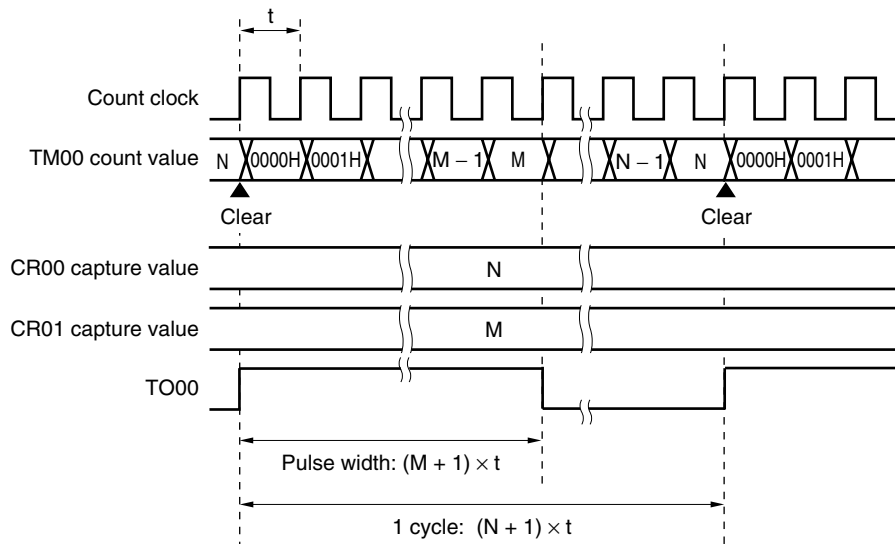 t
Count clock
TM00 count value N 0000H 0001H M − 1 M N − 1 N 0000H 0001H
Clear Clear
CR00 capture value N
CR01 capture value M
TO00
Pulse width: (M + 1) × t
1 cycle: (N + 1) × t